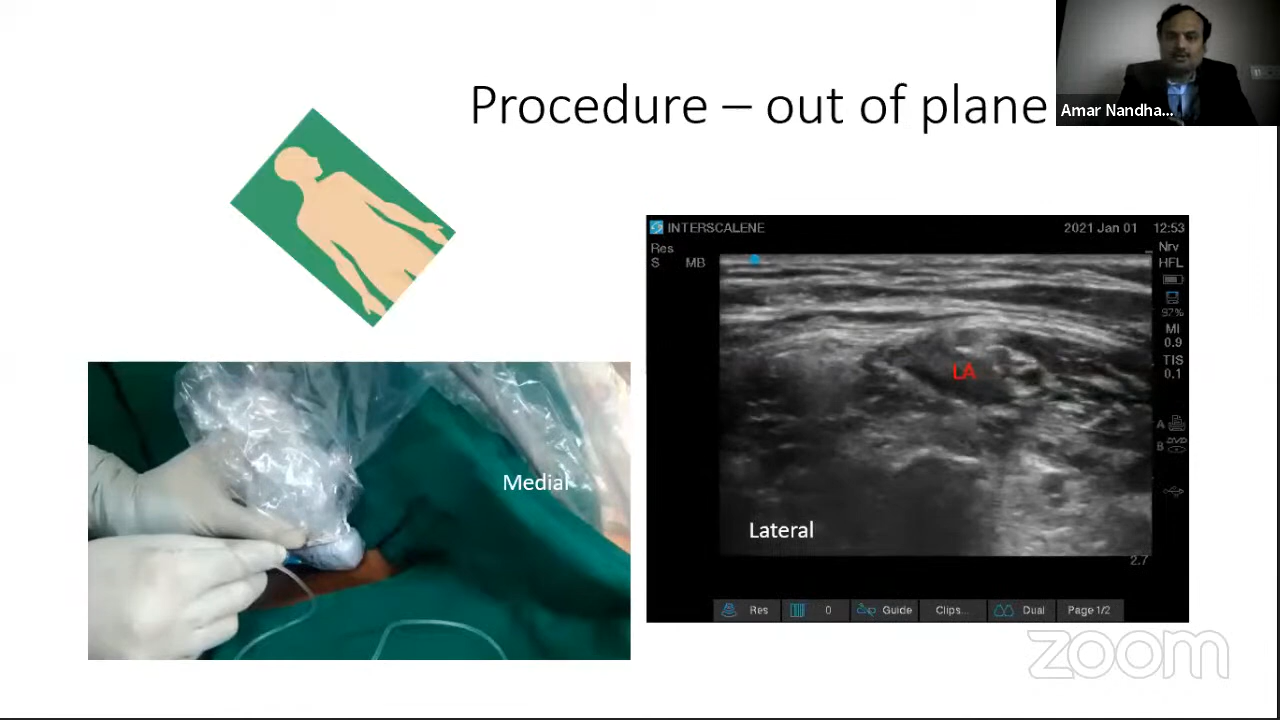 Procedure – out of plane
Amar Nandha...
INTERSCALENE
2021 Jan 01 12:53
Res
S MB
Nrv
HFL
97%
MI
0.9
TIS
0.1
A
B DVD
LA
Medial
Lateral
2.7
Res 0 Guide Clips... Dual Page 1/2
zoom